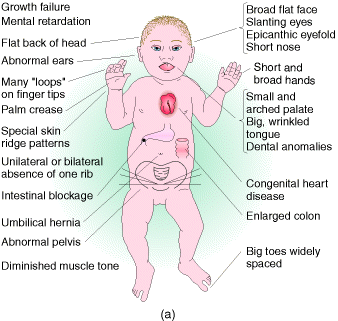 Growth failure
Mental retardation
Flat back of head
Abnormal ears
Many "loops"
on finger tips
Palm crease
Special skin
ridge patterns
Unilateral or bilateral
absence of one rib
Intestinal blockage
Umbilical hernia
Abnormal pelvis
Diminished muscle tone
Broad flat face
Slanting eyes
Epicanthic eyefold
Short nose
Short and
broad hands
Small and
arched palate
Big, wrinkled
tongue
Dental anomalies
Congenital heart
disease
Enlarged colon
Big toes widely
spaced
(a)